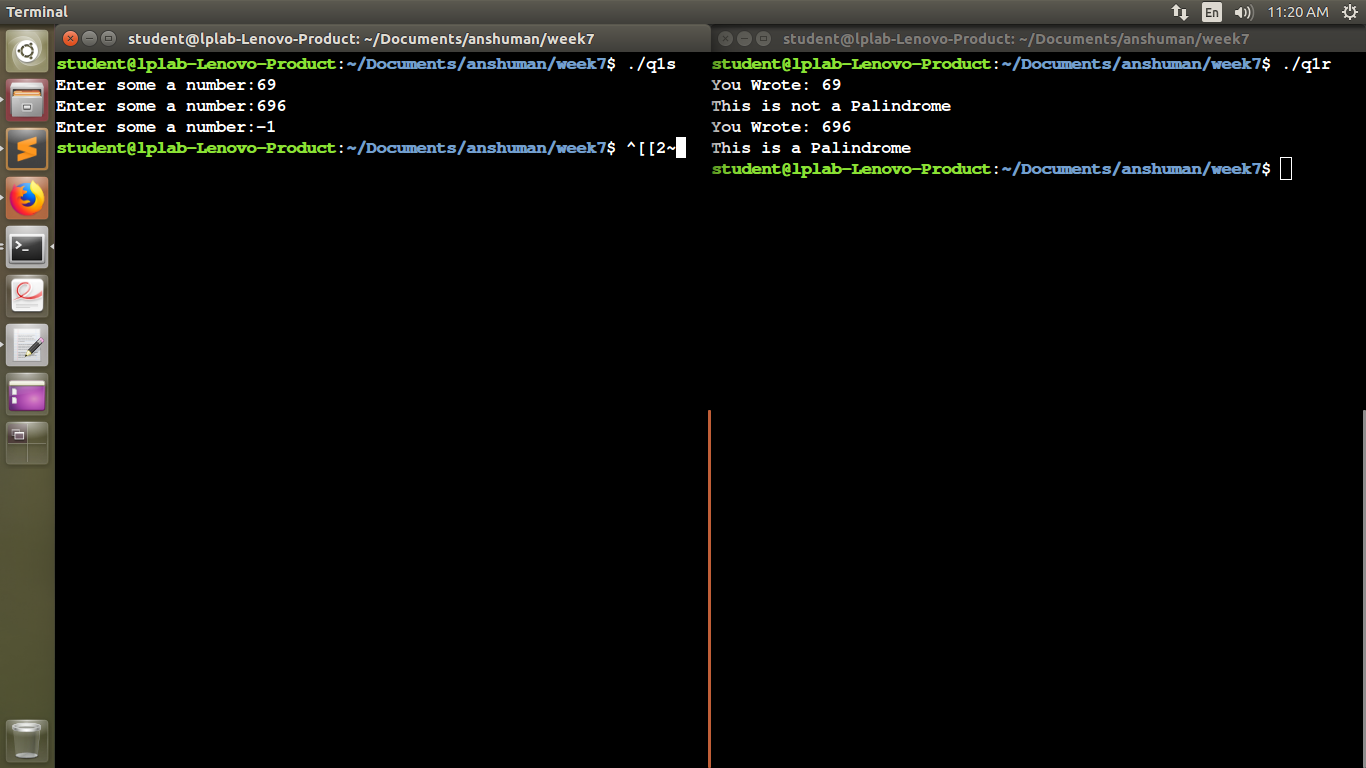 Terminal
En
11:20 AM
student@lplab-Lenovo-Product: ~/Documents/anshuman/week7
student@lplab-Lenovo-Product:~/Documents/anshuman/week7$ ./q1s
Enter some a number:69
Enter some a number:696
Enter some a number:-1
student@lplab-Lenovo-Product:~/Documents/anshuman/week7$ ^[[2~
student@lplab-Lenovo-Product: ~/Documents/anshuman/week7
student@lplab-Lenovo-Product:~/Documents/anshuman/week7$ ./q1r
You Wrote: 69
This is not a Palindrome
You Wrote: 696
This is a Palindrome
student@lplab-Lenovo-Product:~/Documents/anshuman/week7$